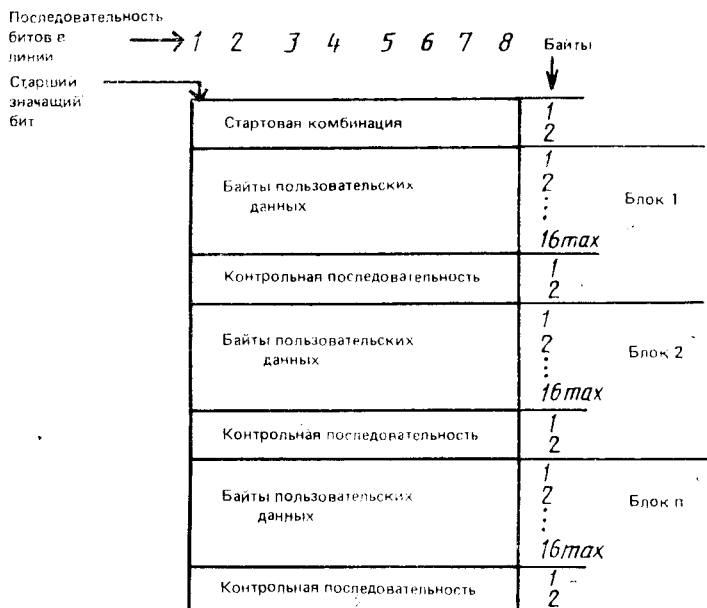 Последовательность
битов в
линии
1 2 3 4 5 6 7 8
Байты
Старший
значащий
бит
Стартовая комбинация
1
2
Байты пользовательских
данных
1
2
⋮
16max
Блок 1
Контрольная последовательность
1
2
Байты пользовательских
данных
1
2
⋮
16max
Блок 2
Контрольная последовательность
1
2
Байты пользовательских
данных
1
2
⋮
16max
Блок n
Контрольная последовательность
1
2